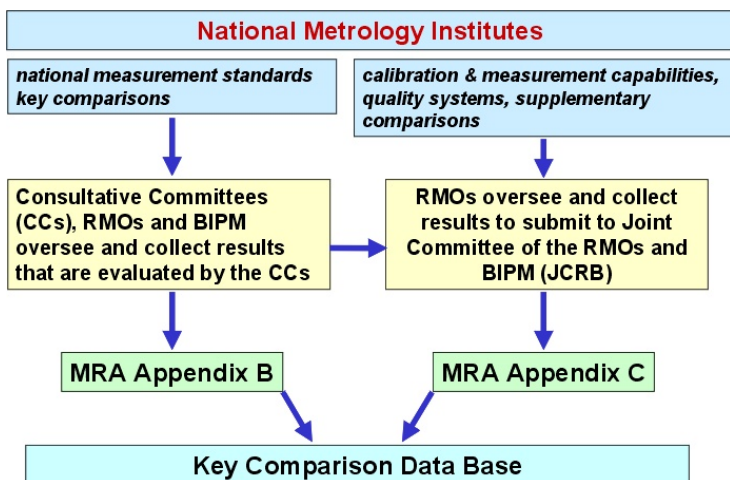 National Metrology Institutes
national measurement standards
key comparisons
calibration & measurement capabilities,
quality systems, supplementary
comparisons
Consultative Committees
(CCs), RMOs and BIPM
oversee and collect results
that are evaluated by the CCs
RMOs oversee and collect
results to submit to Joint
Committee of the RMOs and
BIPM (JCRB)
MRA Appendix B
MRA Appendix C
Key Comparison Data Base